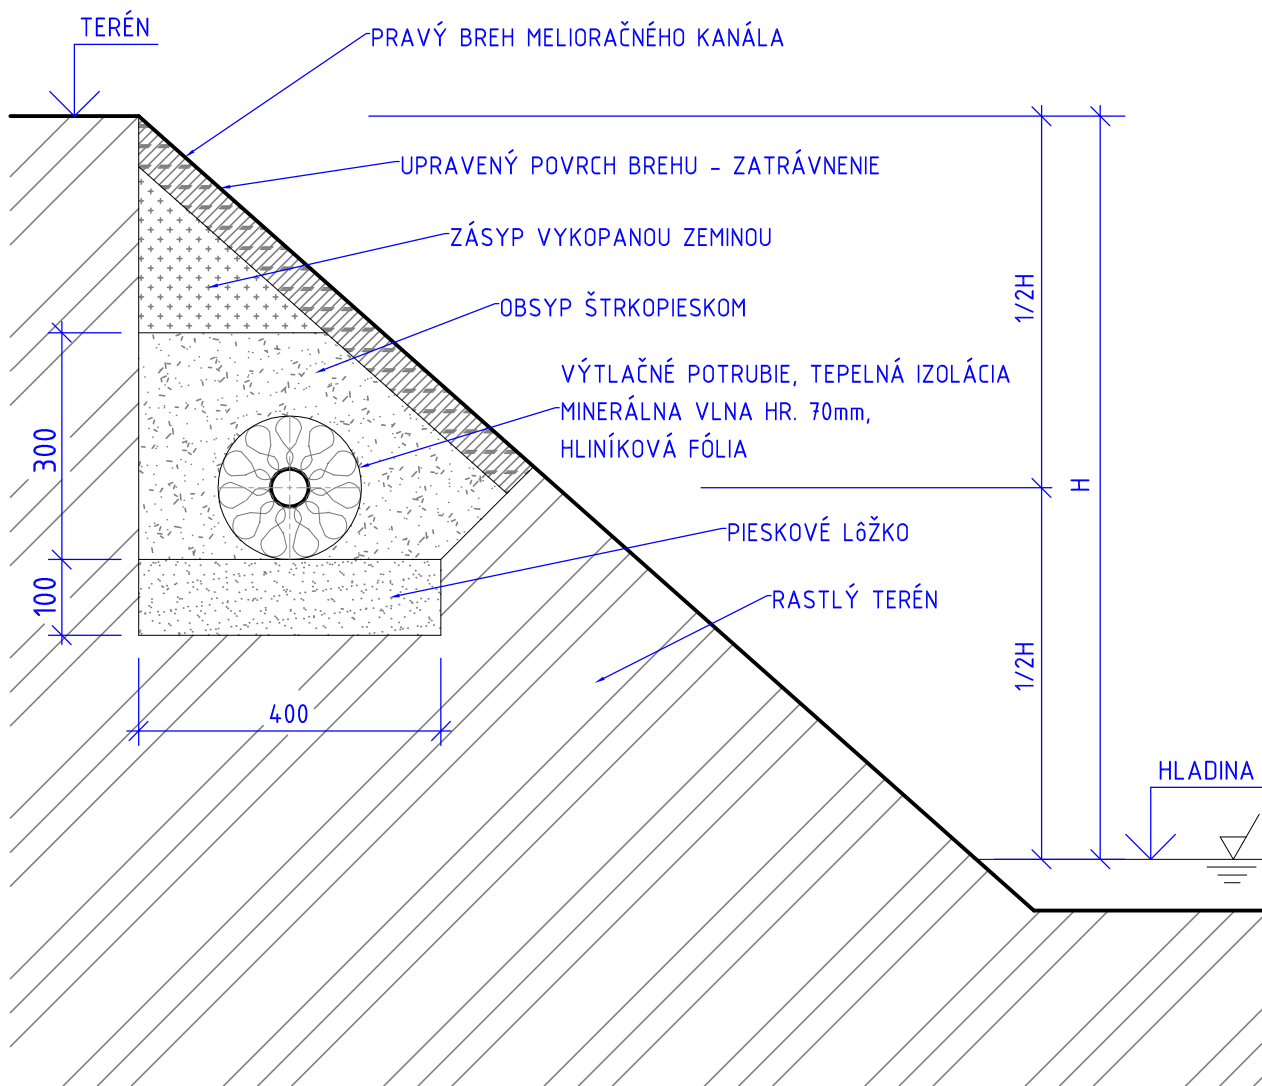 TERÉN
PRAVÝ BREH MELIORAČNÉHO KANÁLA
UPRAVENÝ POVRCH BREHU - ZATRÁVNENIE
ZÁSYP VYKOPANOU ZEMINOU
OBSYP ŠTRKOPIESKOM
VÝTLAČNÉ POTRUBIE, TEPELNÁ IZOLÁCIA
MINERÁLNA VLNA HR. 70mm,
HLINÍKOVÁ FÓLIA
PIESKOVÉ LôŽKO
RASTLÝ TERÉN
1/2H
H
1/2H
300
100
400
HLADINA